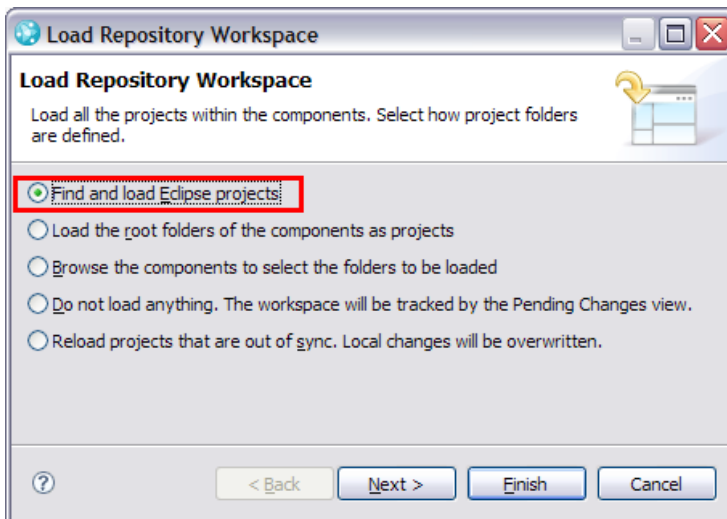 Load Repository Workspace
Load Repository Workspace
Load all the projects within the components. Select how project folders
are defined.
Find and load Eclipse projects
Load the root folders of the components as projects
Browse the components to select the folders to be loaded
Do not load anything. The workspace will be tracked by the Pending Changes view.
Reload projects that are out of sync. Local changes will be overwritten.
? < Back Next > Finish Cancel